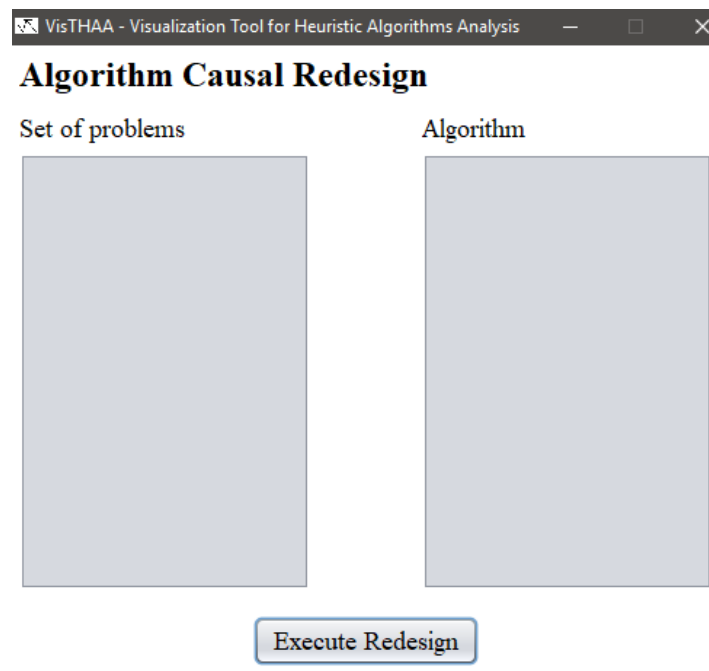 VisTHAA - Visualization Tool for Heuristic Algorithms Analysis
Algorithm Causal Redesign
Set of problems
Algorithm
Execute Redesign